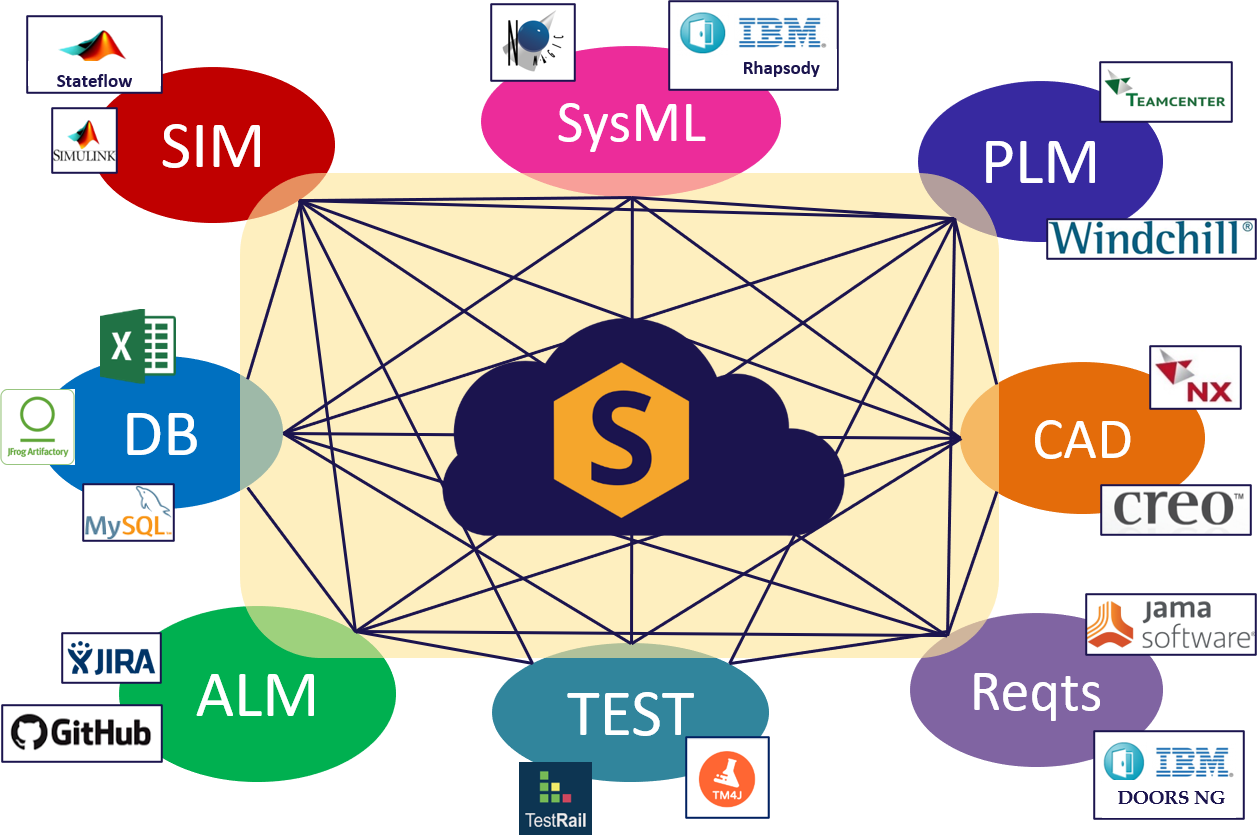 Stateflow
SIMULINK
SIM
NO MAGIC
IBM®
Rhapsody
SysML
TEAMCENTER
PLM
Windchill®
X
DB
JFrog Artifactory
MySQL™
S
NX
CAD
creo™
JIRA
GitHub
ALM
TEST
TestRail
TM4J
jama
software®
Reqts
IBM®
DOORS NG